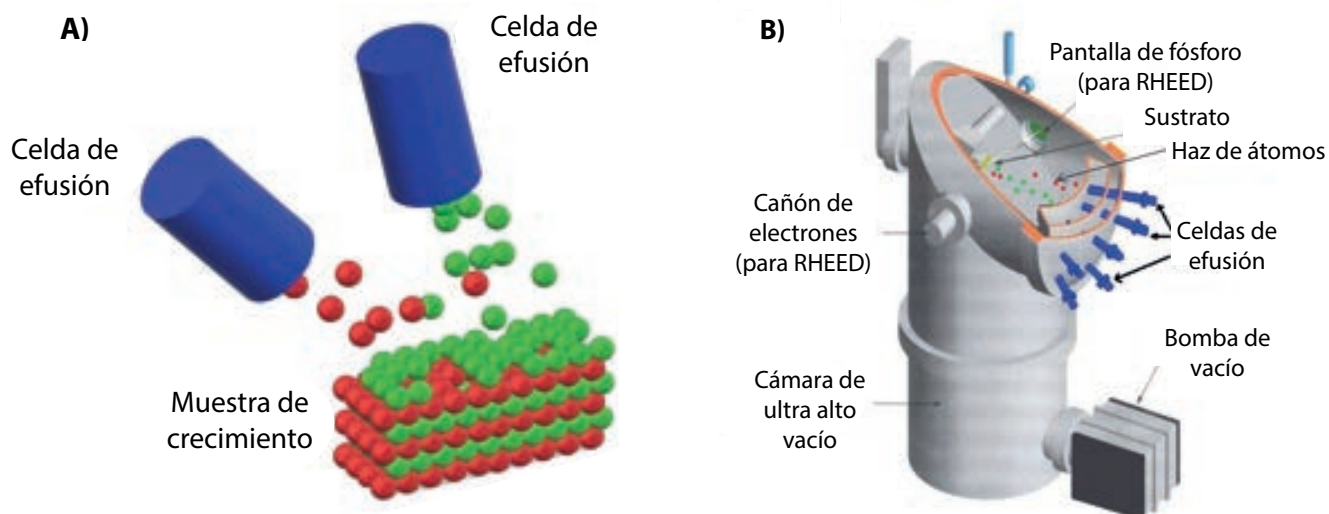 A)
Celda de
efusión
Celda de
efusión
Muestra de
crecimiento
B)
Pantalla de fósforo
(para RHEED)
Sustrato
Haz de átomos
Cañón de
electrones
(para RHEED)
Celdas de
efusión
Cámara de
ultra alto
vacío
Bomba de
vacío